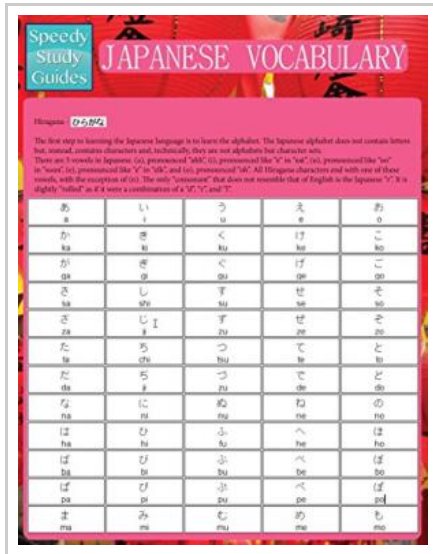 Speedy
Study
Guides
JAPANESE VOCABULARY
Hiragana - ひらがな
The first step to learning the Japanese language is to learn the alphabet. The Japanese alphabet does not contain letters
but, instead, contains characters and, technically, they are not alphabets but character sets.
There are 5 vowels in Japanese. (a), pronounced "ahh", (i), pronounced like "e" in "eat", (u), pronounced like "oo"
in "soon", (e), pronounced like "e" in "elk", and (o), pronounced "oh". All Hiragana characters end with one of these
vowels, with the exception of (n). The only "consonant" that does not resemble that of English is the Japanese "r". It is
slightly "rolled" as if it were a combination of a "d", "r", and "l".
あ い う え お
a i u e o
か き く け こ
ka ki ku ke ko
が ぎ ぐ げ ご
ga gi gu ge go
さ し す せ そ
sa shi su se so
ざ じ ず ぜ ぞ
za ji zu ze zo
た ち つ て と
ta chi tsu te to
だ ぢ づ で ど
da ji zu de do
な に ぬ ね の
na ni nu ne no
は ひ ふ へ ほ
ha hi fu he ho
ば び ぶ べ ぼ
ba bi bu be bo
ぱ ぴ ぷ ぺ ぽ
pa pi pu pe po
ま み む め も
ma mi mu me mo